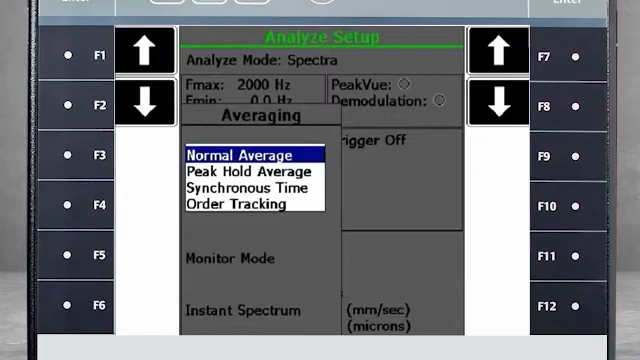 Enter
Enter
Analyze Setup
F1
F7
Analyze Mode: Spectra
Fmax: 2000 Hz
PeakVue:
F2
F8
Fmin: 0.0 Hz
Demodulation:
Averaging
F3
F9
rigger Off
Normal Average
Peak Hold Average
Synchronous Time
Order Tracking
F4
F10
F5
F11
Monitor Mode
F6
F12
Instant Spectrum
(mm/sec)
(microns)